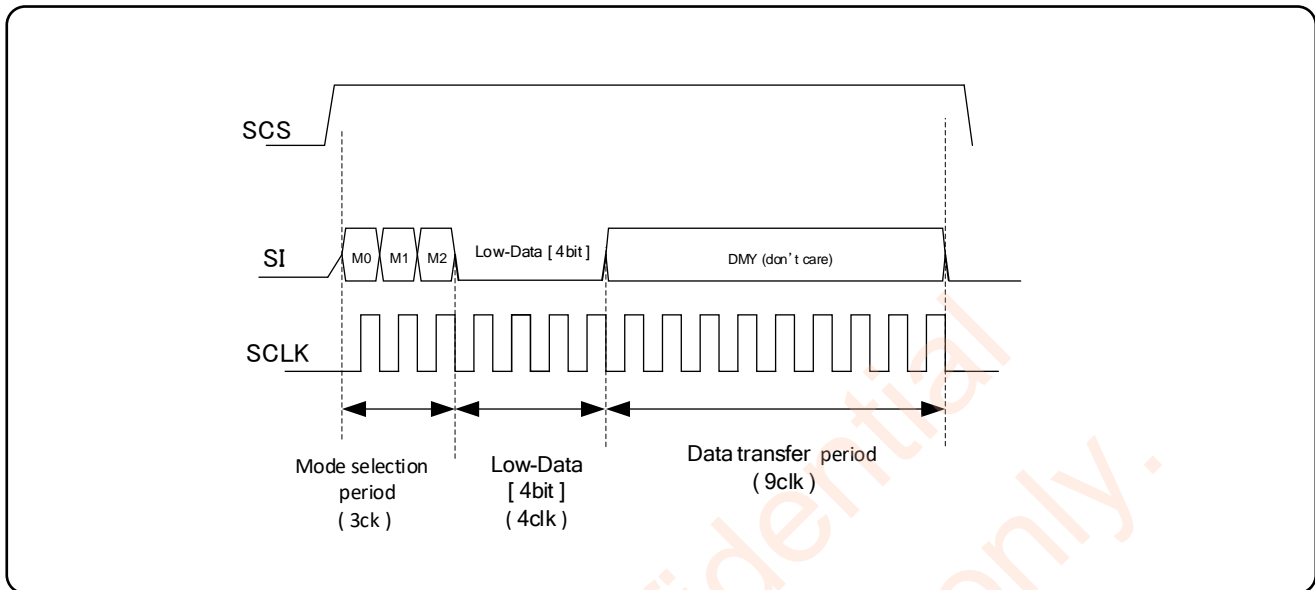 SCS
SI
M0 M1 M2 Low-Data [ 4bit ] DMY (don't care)
SCLK
Mode selection
period
( 3ck )
Low-Data
[ 4bit ]
( 4clk )
Data transfer period
( 9clk )
only.